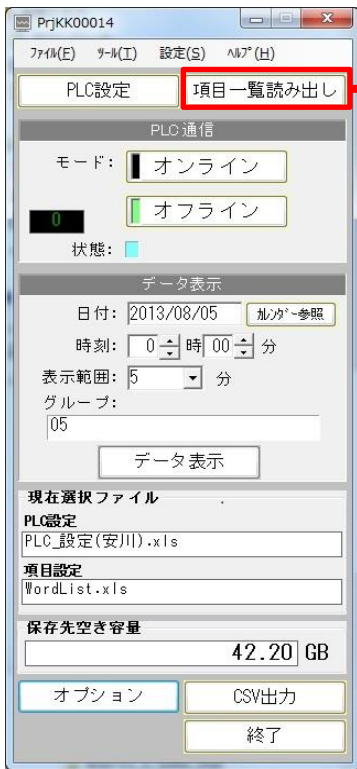 PrjKK00014
ﾌｧｲﾙ(F) ﾂｰﾙ(T) 設定(S) ﾍﾙﾌﾟ(H)
PLC設定 項目一覧読み出し
PLC通信
モード: オンライン
オフライン
0
状態:
データ表示
日付: 2013/08/05 ｶﾚﾝﾀﾞｰ参照
時刻: 0 時 00 分
表示範囲: 5 分
グループ:
05
データ表示
現在選択ファイル
PLC設定
PLC_設定(安川).xls
項目設定
WordList.xls
保存先空き容量
42.20 GB
オプション CSV出力
終了